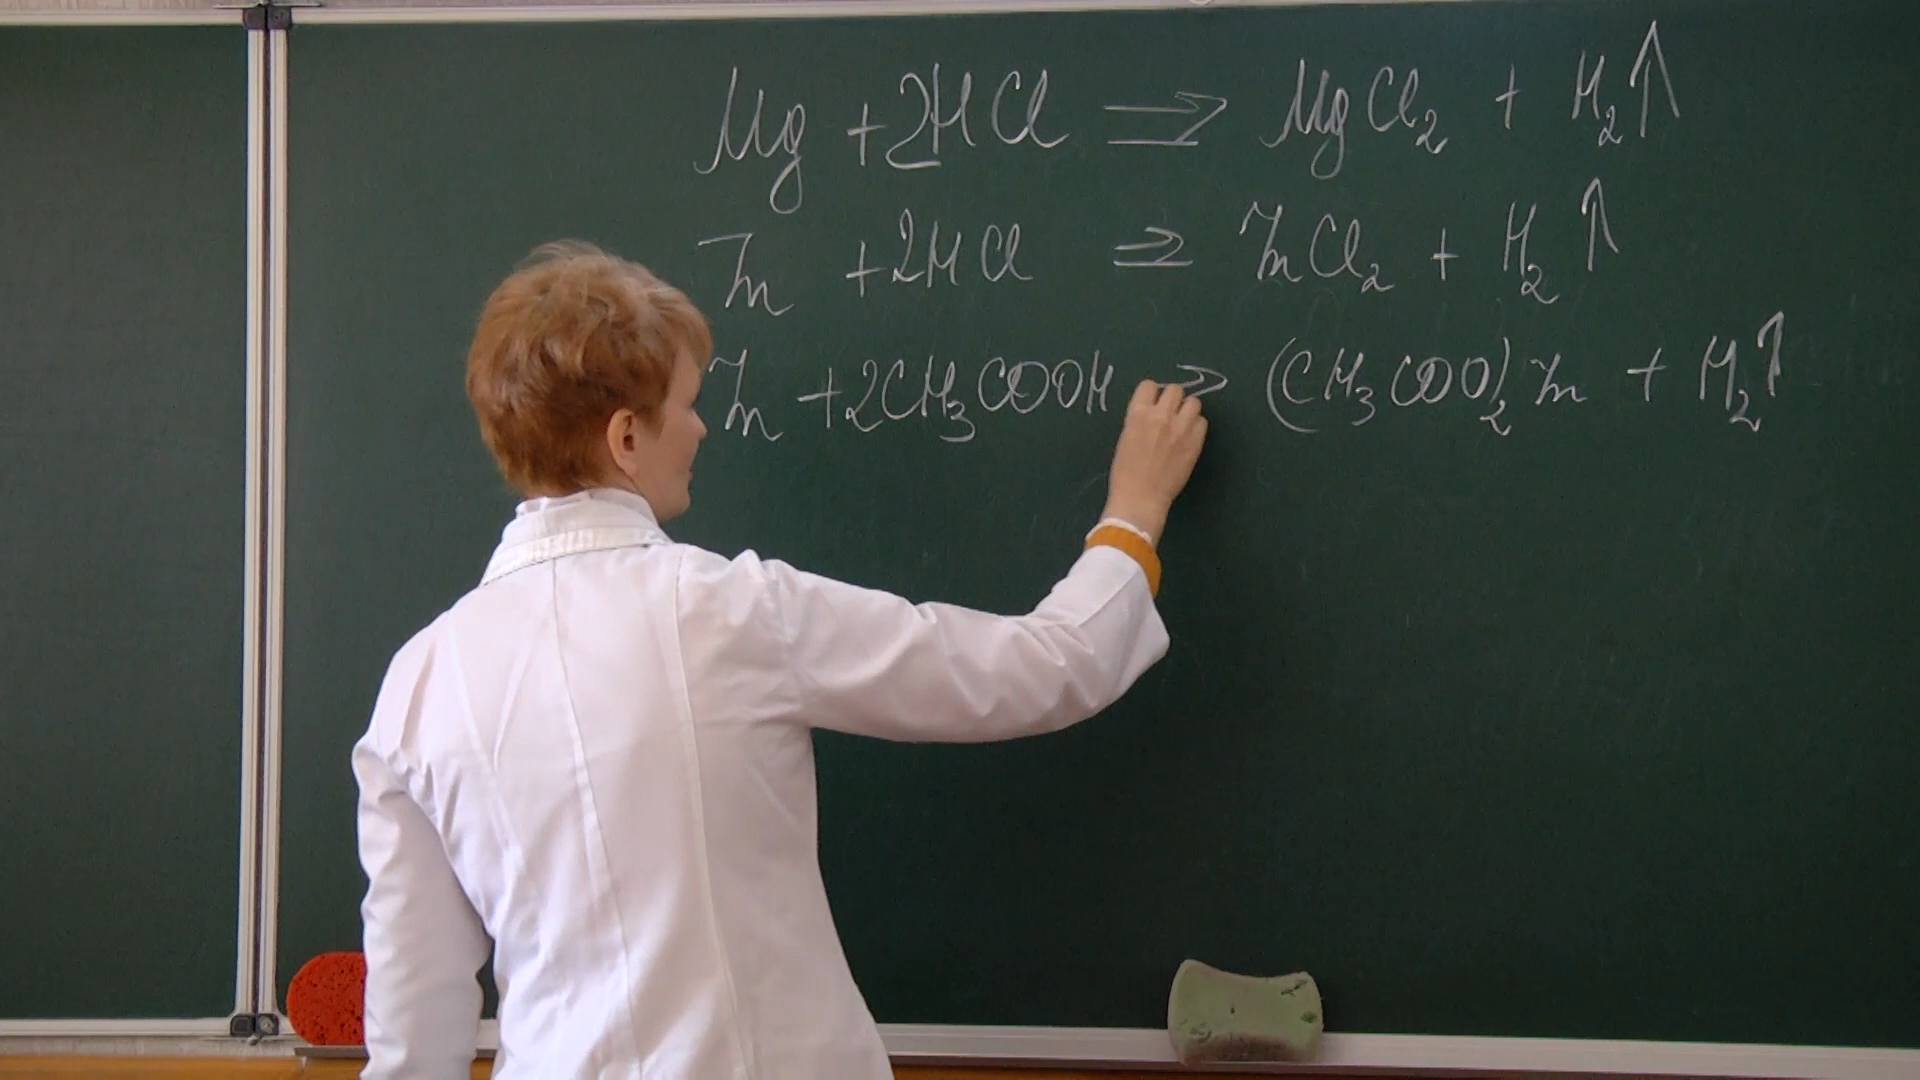 Mg + 2HCl ⇒ MgCl₂ + H₂↑
Zn + 2HCl ⇒ ZnCl₂ + H₂↑
Zn + 2CH₃COOH ⇒ (CH₃COO)₂Zn + H₂↑